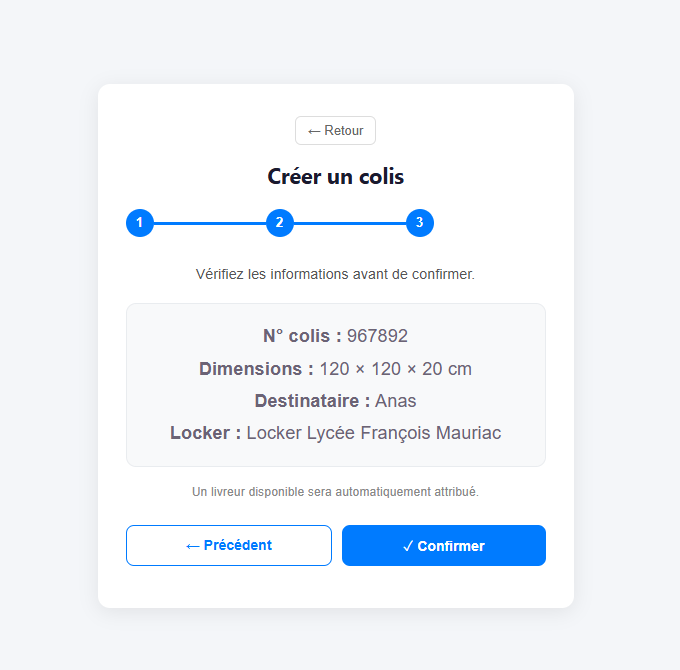 ← Retour
Créer un colis
1 2 3
Vérifiez les informations avant de confirmer.
N° colis : 967892
Dimensions : 120 × 120 × 20 cm
Destinataire : Anas
Locker : Locker Lycée François Mauriac
Un livreur disponible sera automatiquement attribué.
← Précédent ✓ Confirmer